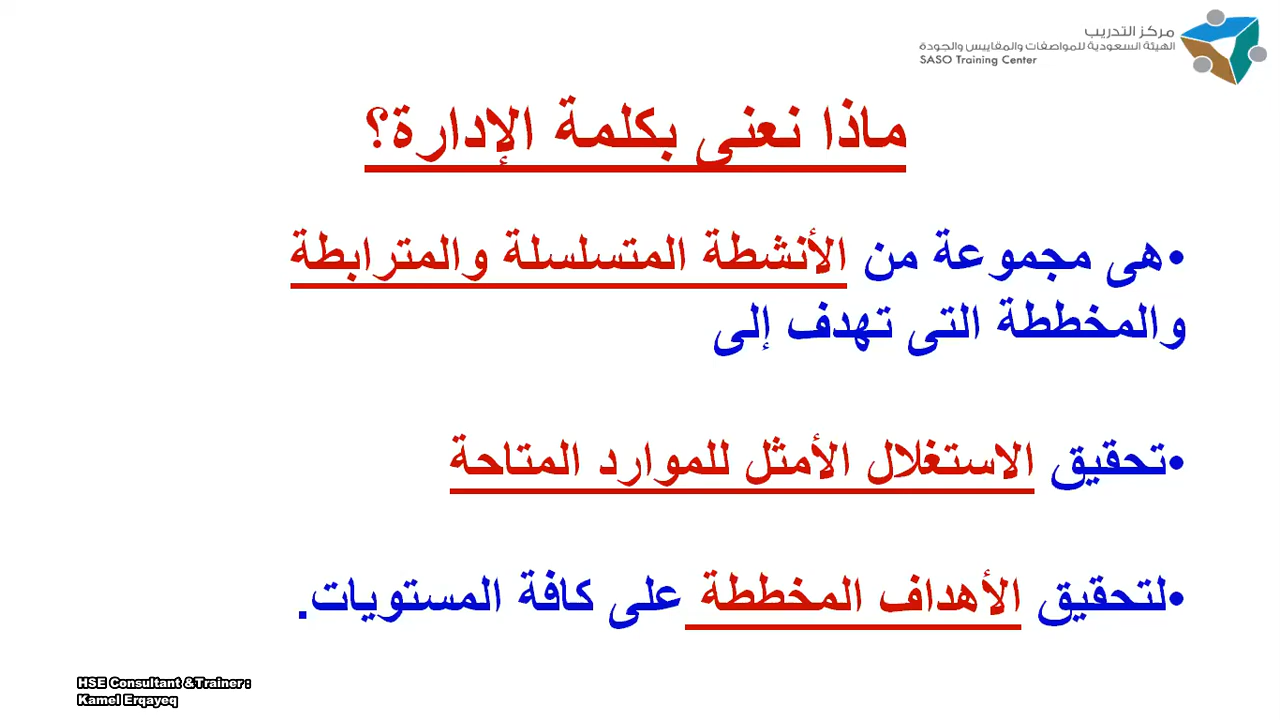 مركز التدريب
الهيئة السعودية للمواصفات والمقاييس والجودة
SASO Training Center
ماذا نعنى بكلمة الإدارة؟
•هى مجموعة من الأنشطة المتسلسلة والمترابطة
والمخططة التى تهدف إلى
•تحقيق الاستغلال الأمثل للموارد المتاحة
•لتحقيق الأهداف المخططة على كافة المستويات.
HSE Consultant &Trainer :
Kamel Erqayeq